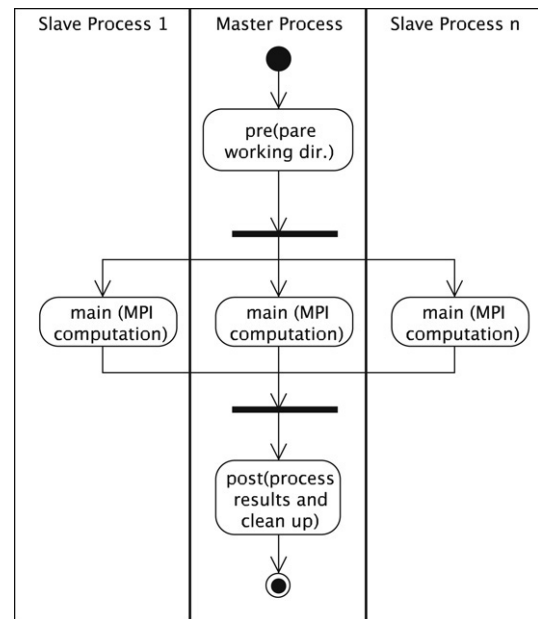 Slave Process 1
Master Process
Slave Process n
pre(pare
working dir.)
main (MPI
computation)
main (MPI
computation)
main (MPI
computation)
post(process
results and
clean up)